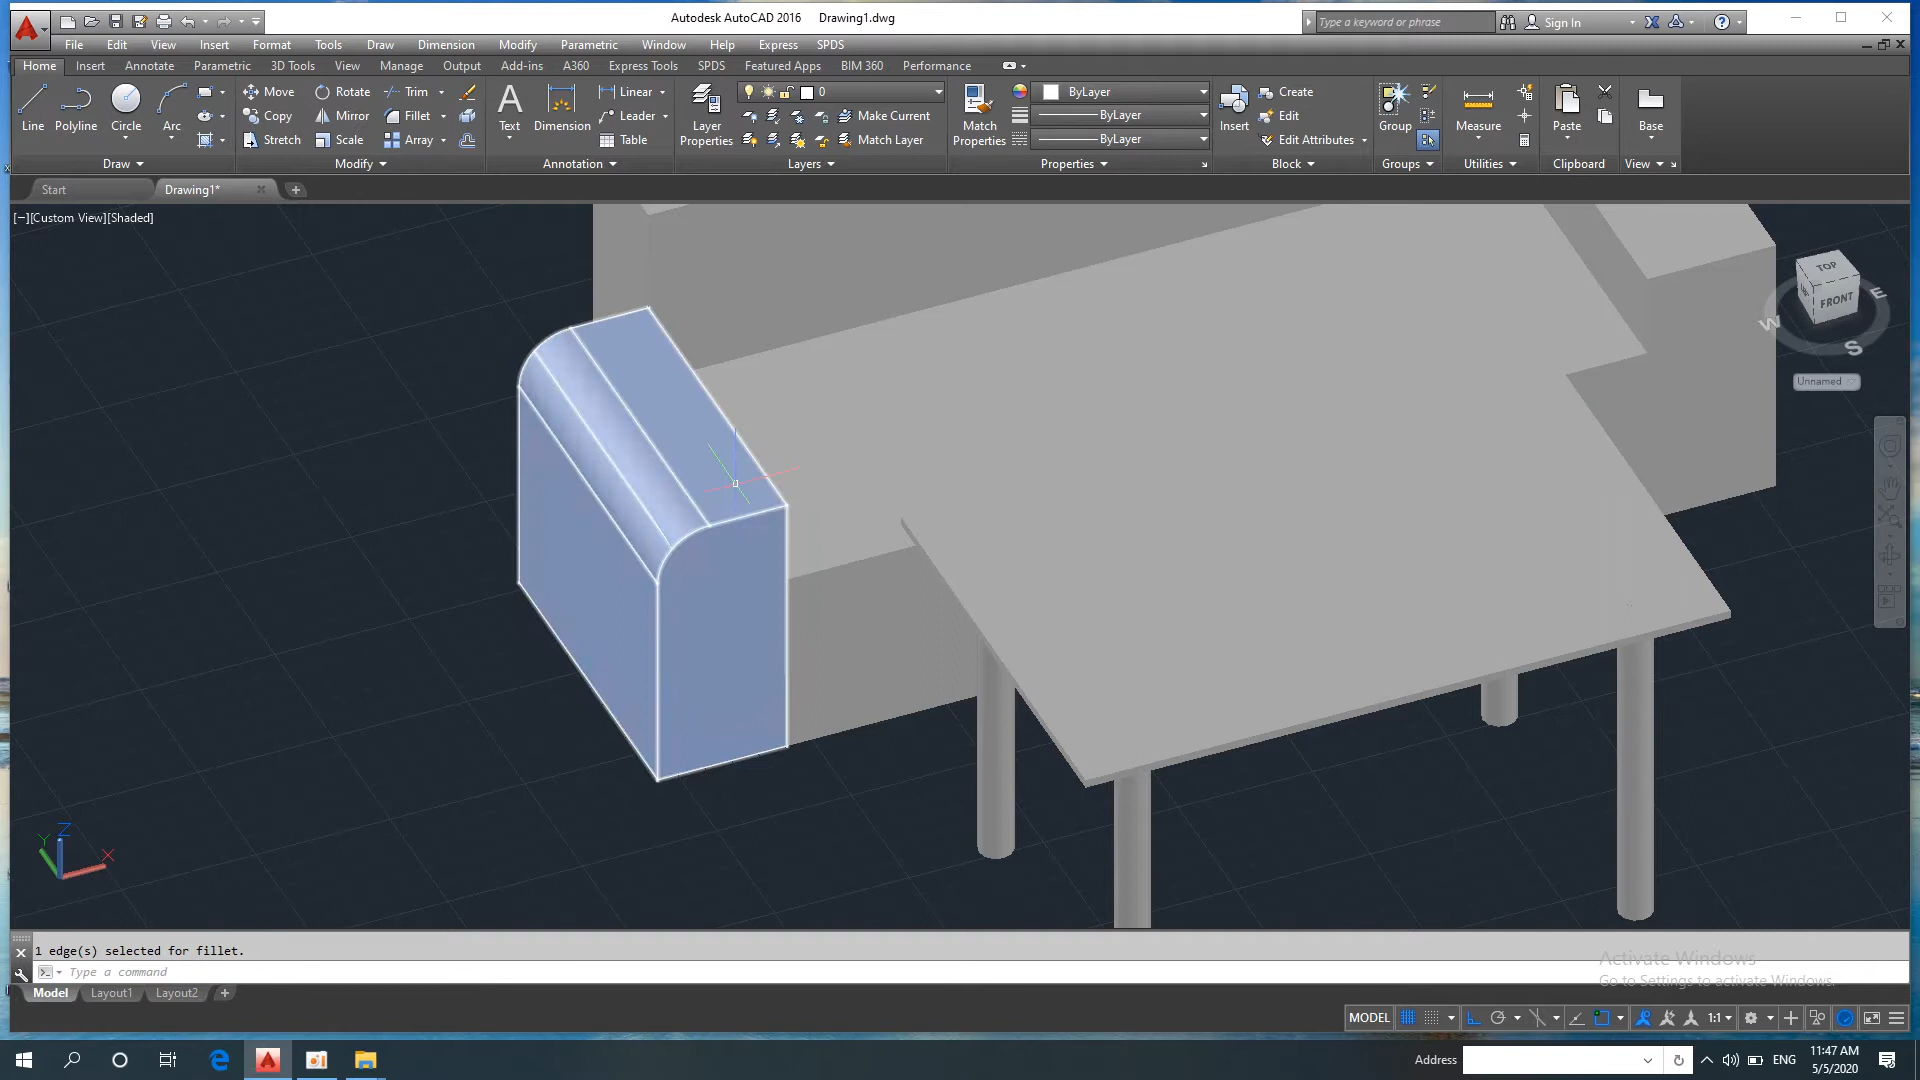 Autodesk AutoCAD 2016 Drawing1.dwg
Type a keyword or phrase
Sign In
File Edit View Insert Format Tools Draw Dimension Modify Parametric Window Help Express SPDS
Home Insert Annotate Parametric 3D Tools View Manage Output Add-ins A360 Express Tools SPDS Featured Apps BIM 360 Performance
Line
Polyline
Circle
Arc
Draw
Move
Rotate
Trim
Copy
Mirror
Fillet
Stretch
Scale
Array
Modify
Text
Dimension
Linear
Leader
Table
Annotation
Layer
Properties
0
Make Current
Match Layer
Layers
Match
Properties
ByLayer
ByLayer
ByLayer
Properties
Insert
Create
Edit
Edit Attributes
Block
Group
Groups
Measure
Utilities
Paste
Clipboard
Base
View
Start
Drawing1*
[−][Custom View][Shaded]
TOP
FRONT
W
E
S
Unnamed
Z
Y
X
1 edge(s) selected for fillet.
Type a command
Activate Windows
Go to Settings to activate Windows.
Model
Layout1
Layout2
MODEL
1:1
Address
ENG
11:47 AM
5/5/2020